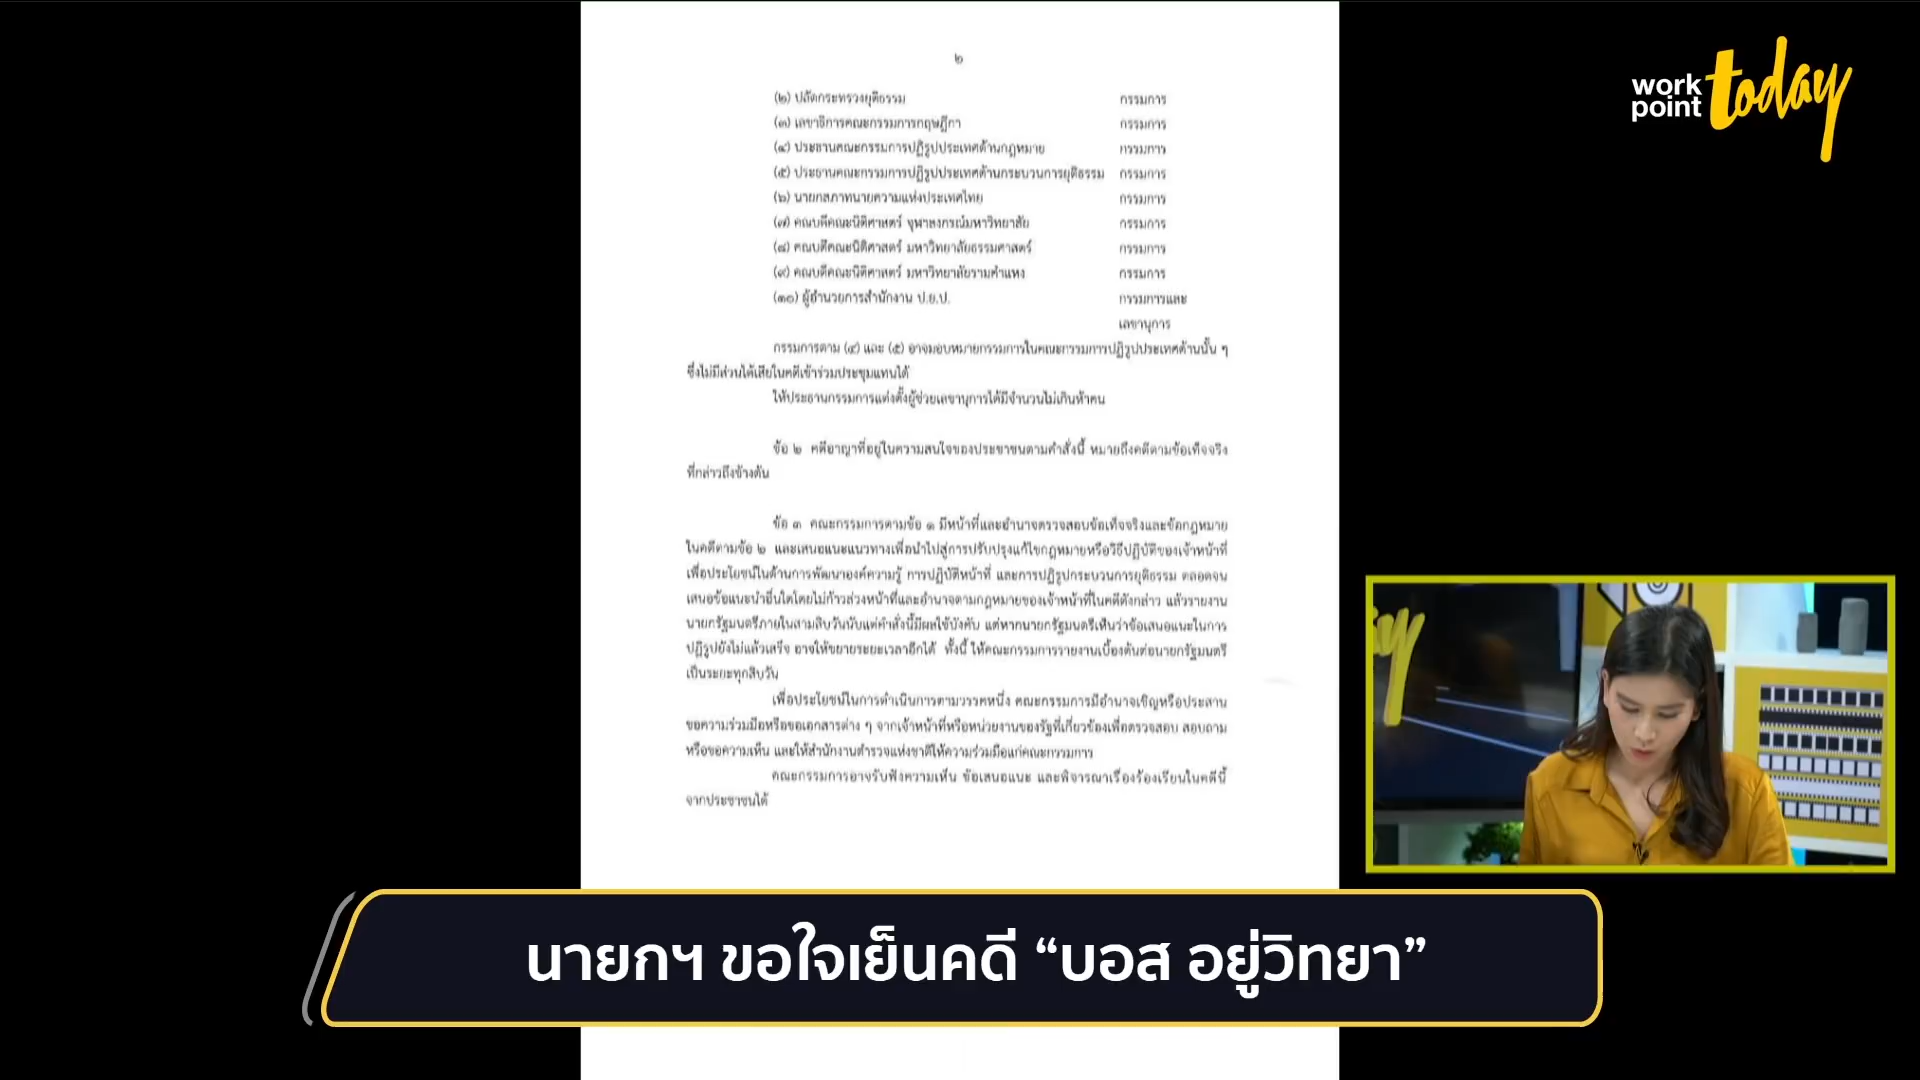 ๒
(๒) ปลัดกระทรวงยุติธรรม กรรมการ
(๓) เลขาธิการคณะกรรมการกฤษฎีกา กรรมการ
(๔) ประธานคณะกรรมการปฏิรูปประเทศด้านกฎหมาย กรรมการ
(๕) ประธานคณะกรรมการปฏิรูปประเทศด้านกระบวนการยุติธรรม กรรมการ
(๖) นายกสภาทนายความแห่งประเทศไทย กรรมการ
(๗) คณบดีคณะนิติศาสตร์ จุฬาลงกรณ์มหาวิทยาลัย กรรมการ
(๘) คณบดีคณะนิติศาสตร์ มหาวิทยาลัยธรรมศาสตร์ กรรมการ
(๙) คณบดีคณะนิติศาสตร์ มหาวิทยาลัยรามคำแหง กรรมการ
(๑๐) ผู้อำนวยการสำนักงาน ป.ย.ป. กรรมการและ
เลขานุการ
กรรมการตาม (๔) และ (๕) อาจมอบหมายกรรมการในคณะกรรมการปฏิรูปประเทศด้านนั้น ๆ
ซึ่งไม่มีส่วนได้เสียในคดีเข้าร่วมประชุมแทนได้
ให้ประธานกรรมการแต่งตั้งผู้ช่วยเลขานุการได้มีจำนวนไม่เกินห้าคน
ข้อ ๒ คดีอาญาที่อยู่ในความสนใจของประชาชนตามคำสั่งนี้ หมายถึงคดีตามข้อเท็จจริง
ที่กล่าวถึงข้างต้น
ข้อ ๓ คณะกรรมการตามข้อ ๑ มีหน้าที่และอำนาจตรวจสอบข้อเท็จจริงและข้อกฎหมาย
ในคดีตามข้อ ๒ และเสนอแนะแนวทางเพื่อนำไปสู่การปรับปรุงแก้ไขกฎหมายหรือวิธีปฏิบัติของเจ้าหน้าที่
เพื่อประโยชน์ในด้านการพัฒนาองค์ความรู้ การปฏิบัติหน้าที่ และการปฏิรูปกระบวนการยุติธรรม ตลอดจน
เสนอข้อแนะนำอื่นใดโดยไม่ก้าวล่วงหน้าที่และอำนาจตามกฎหมายของเจ้าหน้าที่ในคดีดังกล่าว แล้วรายงาน
นายกรัฐมนตรีภายในสามสิบวันนับแต่คำสั่งนี้มีผลใช้บังคับ แต่หากนายกรัฐมนตรีเห็นว่าข้อเสนอแนะในการ
ปฏิรูปยังไม่แล้วเสร็จ อาจให้ขยายระยะเวลาอีกได้ ทั้งนี้ ให้คณะกรรมการรายงานเบื้องต้นต่อนายกรัฐมนตรี
เป็นระยะทุกสิบวัน
เพื่อประโยชน์ในการดำเนินการตามวรรคหนึ่ง คณะกรรมการมีอำนาจเชิญหรือประสาน
ขอความร่วมมือหรือขอเอกสารต่าง ๆ จากเจ้าหน้าที่หรือหน่วยงานของรัฐที่เกี่ยวข้องเพื่อตรวจสอบ สอบถาม
หรือขอความเห็น และให้สำนักงานตำรวจแห่งชาติให้ความร่วมมือแก่คณะกรรมการ
คณะกรรมการอาจรับฟังความเห็น ข้อเสนอแนะ และพิจารณาเรื่องร้องเรียนในคดีนี้
จากประชาชนได้
work
point today
นายกฯ ขอใจเย็นคดี “บอส อยู่วิทยา”